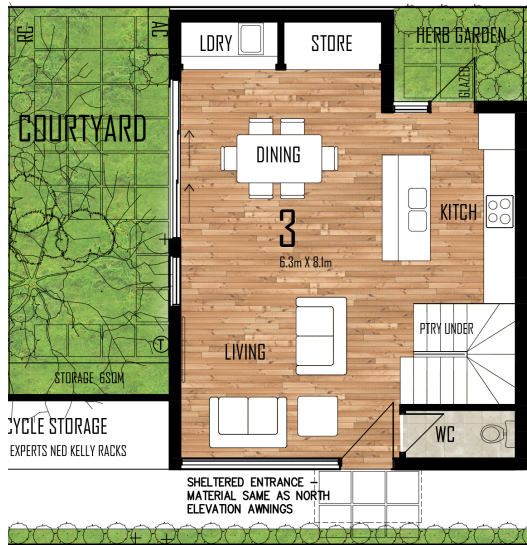 RG
AC
LDRY
STORE
HERB GARDEN
GLAZED
COURTYARD
DINING
3
6.3m X 8.1m
KITCH
PTRY UNDER
LIVING
T
STORAGE 6SQM
CYCLE STORAGE
EXPERTS NED KELLY RACKS
WC
SHELTERED ENTRANCE –
MATERIAL SAME AS NORTH
ELEVATION AWNINGS